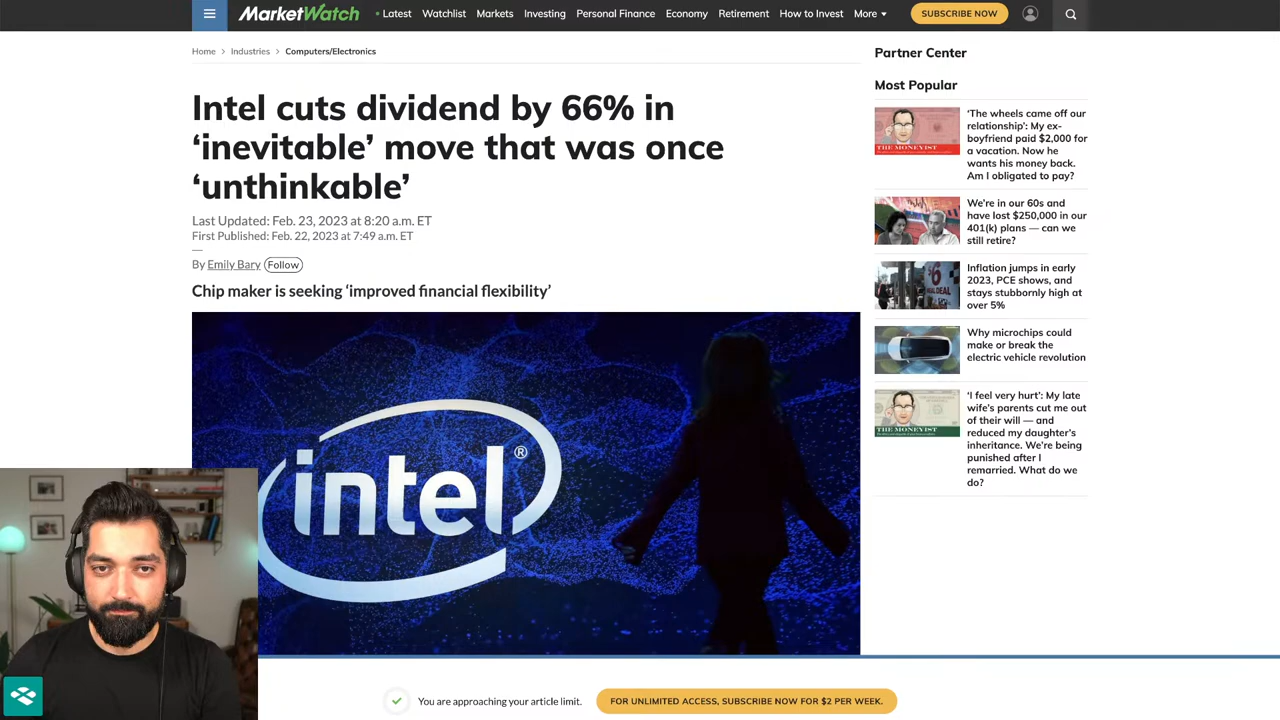 MarketWatch
Latest Watchlist Markets Investing Personal Finance Economy Retirement How to Invest More
SUBSCRIBE NOW
Home > Industries > Computers/Electronics
Intel cuts dividend by 66% in
‘inevitable’ move that was once
‘unthinkable’
Last Updated: Feb. 23, 2023 at 8:20 a.m. ET
First Published: Feb. 22, 2023 at 7:49 a.m. ET
By Emily Bary Follow
Chip maker is seeking ‘improved financial flexibility’
intel®
Partner Center
Most Popular
THE MONEYIST
‘The wheels came off our
relationship’: My ex-
boyfriend paid $2,000 for
a vacation. Now he
wants his money back.
Am I obligated to pay?
We’re in our 60s and
have lost $250,000 in our
401(k) plans — can we
still retire?
Inflation jumps in early
2023, PCE shows, and
stays stubbornly high at
over 5%
Why microchips could
make or break the
electric vehicle revolution
THE MONEYIST
‘I feel very hurt’: My late
wife’s parents cut me out
of their will — and
reduced my daughter’s
inheritance. We’re being
punished after I
remarried. What do we
do?
You are approaching your article limit.
FOR UNLIMITED ACCESS, SUBSCRIBE NOW FOR $2 PER WEEK.